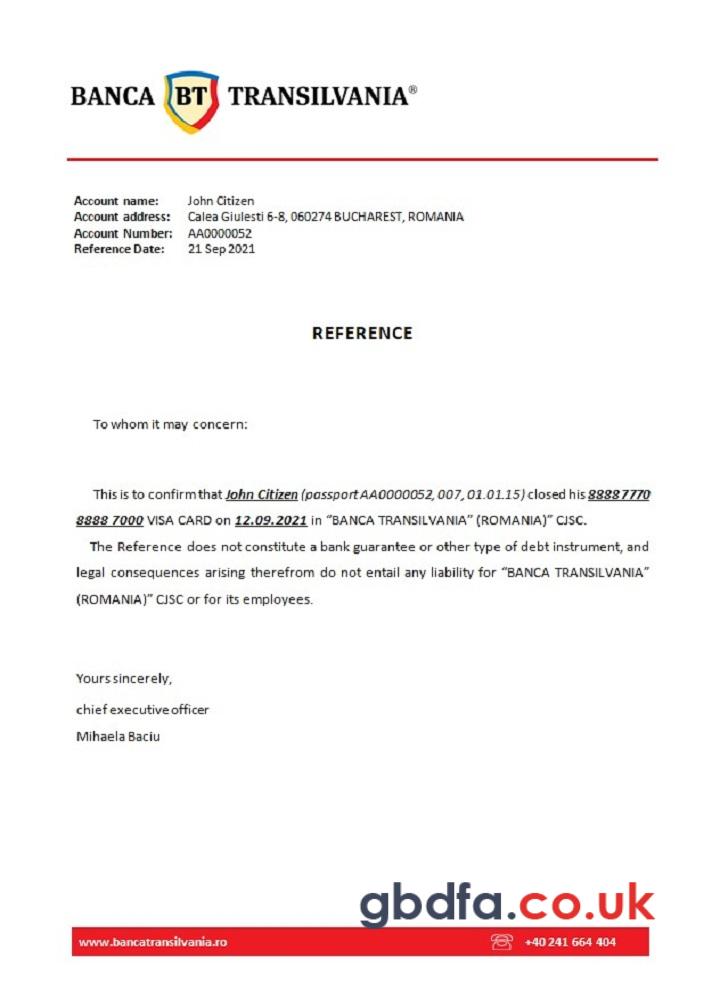 BANCA BT TRANSILVANIA®
Account name: John Citizen
Account address: Calea Giulesti 6-8, 060274 BUCHAREST, ROMANIA
Account Number: AA0000052
Reference Date: 21 Sep 2021
REFERENCE
To whom it may concern:
This is to confirm that John Citizen (passport AA0000052, 007, 01.01.15) closed his 8888 7770
8888 7000 VISA CARD on 12.09.2021 in “BANCA TRANSILVANIA” (ROMANIA)” CJSC.
The Reference does not constitute a bank guarantee or other type of debt instrument, and
legal consequences arising therefrom do not entail any liability for “BANCA TRANSILVANIA”
(ROMANIA)” CJSC or for its employees.
Yours sincerely,
chief executive officer
Mihaela Baciu
gbdfa.co.uk
www.bancatransilvania.ro +40 241 664 404